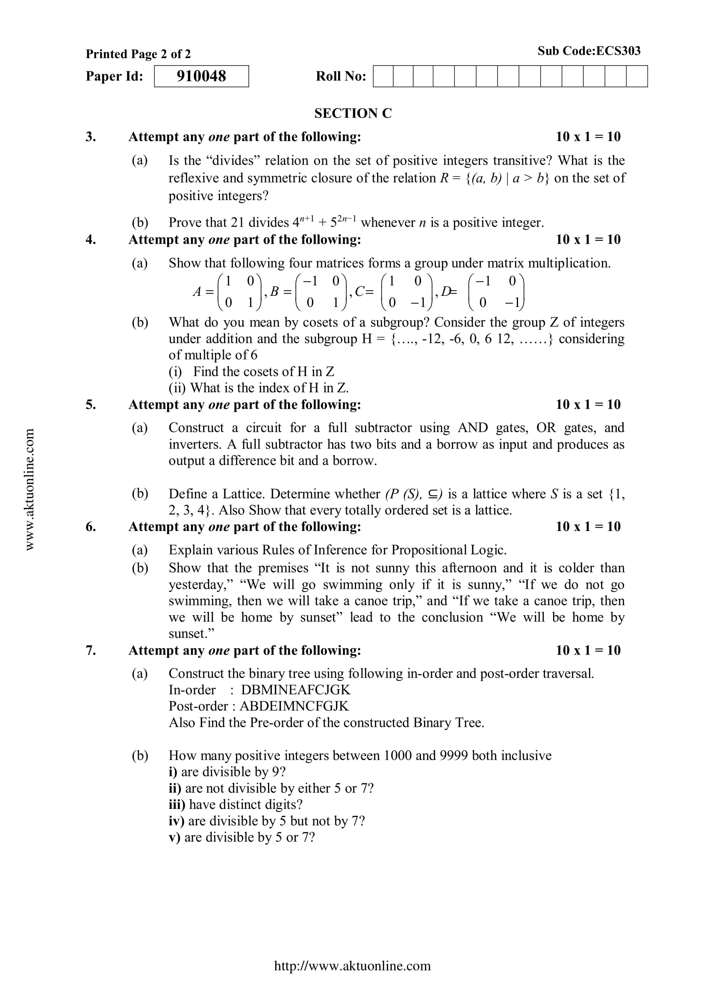 Printed Page 2 of 2
Sub Code:ECS303
Paper Id: 910048 Roll No:
SECTION C
3. Attempt any one part of the following: 10 x 1 = 10
(a) Is the “divides” relation on the set of positive integers transitive? What is the
reflexive and symmetric closure of the relation R = {(a, b) | a > b} on the set of
positive integers?
(b) Prove that 21 divides 4ⁿ⁺¹ + 5²ⁿ⁻¹ whenever n is a positive integer.
4. Attempt any one part of the following: 10 x 1 = 10
(a) Show that following four matrices forms a group under matrix multiplication.
A = (1 0; 0 1), B = (−1 0; 0 1), C= (1 0; 0 −1), D= (−1 0; 0 −1)
(b) What do you mean by cosets of a subgroup? Consider the group Z of integers
under addition and the subgroup H = {…., -12, -6, 0, 6 12, ……} considering
of multiple of 6
(i) Find the cosets of H in Z
(ii) What is the index of H in Z.
5. Attempt any one part of the following: 10 x 1 = 10
(a) Construct a circuit for a full subtractor using AND gates, OR gates, and
inverters. A full subtractor has two bits and a borrow as input and produces as
output a difference bit and a borrow.
(b) Define a Lattice. Determine whether (P (S), ⊆) is a lattice where S is a set {1,
2, 3, 4}. Also Show that every totally ordered set is a lattice.
6. Attempt any one part of the following: 10 x 1 = 10
(a) Explain various Rules of Inference for Propositional Logic.
(b) Show that the premises “It is not sunny this afternoon and it is colder than
yesterday,” “We will go swimming only if it is sunny,” “If we do not go
swimming, then we will take a canoe trip,” and “If we take a canoe trip, then
we will be home by sunset” lead to the conclusion “We will be home by
sunset.”
7. Attempt any one part of the following: 10 x 1 = 10
(a) Construct the binary tree using following in-order and post-order traversal.
In-order : DBMINEAFCJGK
Post-order : ABDEIMNCFGJK
Also Find the Pre-order of the constructed Binary Tree.
(b) How many positive integers between 1000 and 9999 both inclusive
i) are divisible by 9?
ii) are not divisible by either 5 or 7?
iii) have distinct digits?
iv) are divisible by 5 but not by 7?
v) are divisible by 5 or 7?
www.aktuonline.com
http://www.aktuonline.com